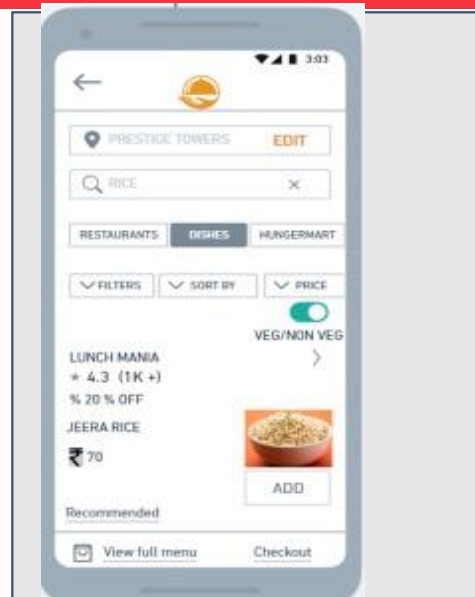 3:03
PRESTIGE TOWERS EDIT
RICE
RESTAURANTS DISHES HUNGERMART
FILTERS SORT BY PRICE
VEG/NON VEG
LUNCH MANIA
4.3 (1K +)
% 20 % OFF
JEERA RICE
₹ 70
ADD
Recommended
View full menu Checkout